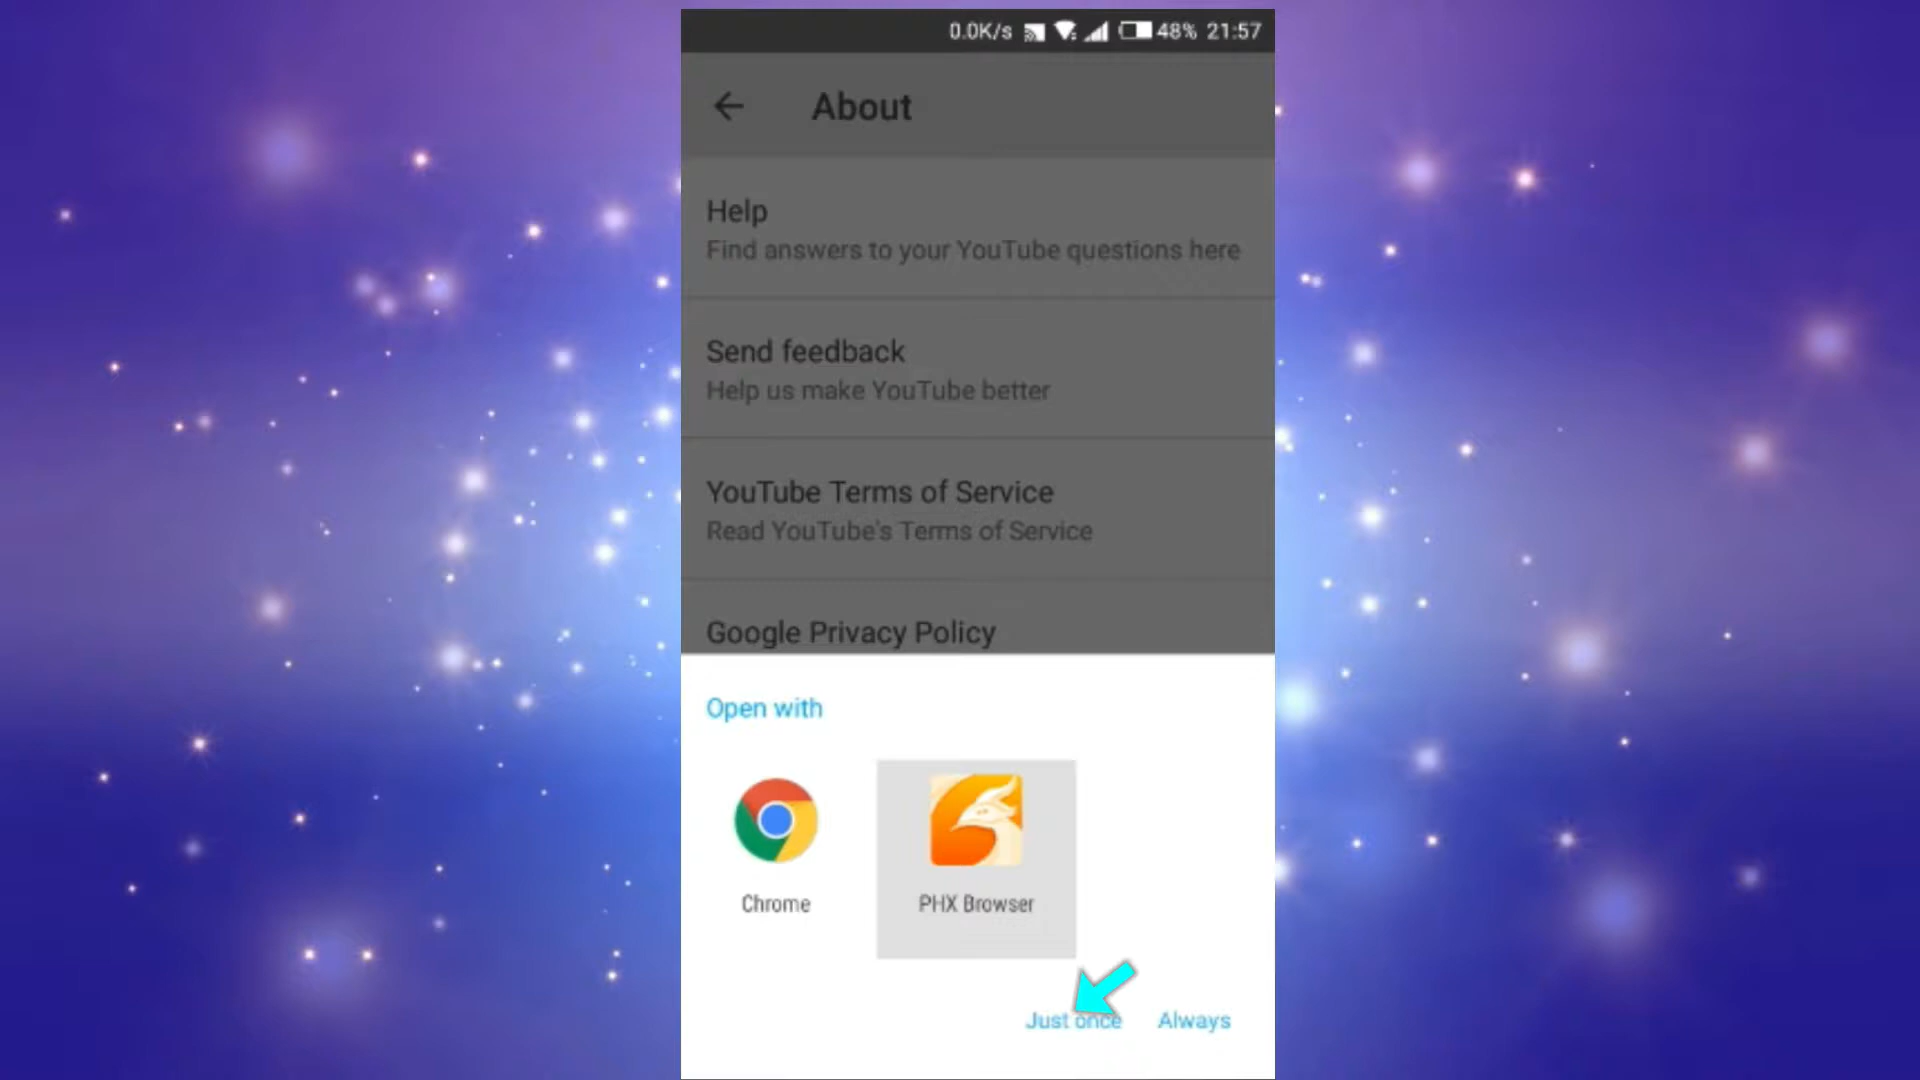 0.0K/s 48% 21:57
About
Help
Find answers to your YouTube questions here
Send feedback
Help us make YouTube better
YouTube Terms of Service
Read YouTube's Terms of Service
Google Privacy Policy
Open with
Chrome PHX Browser
Just once Always